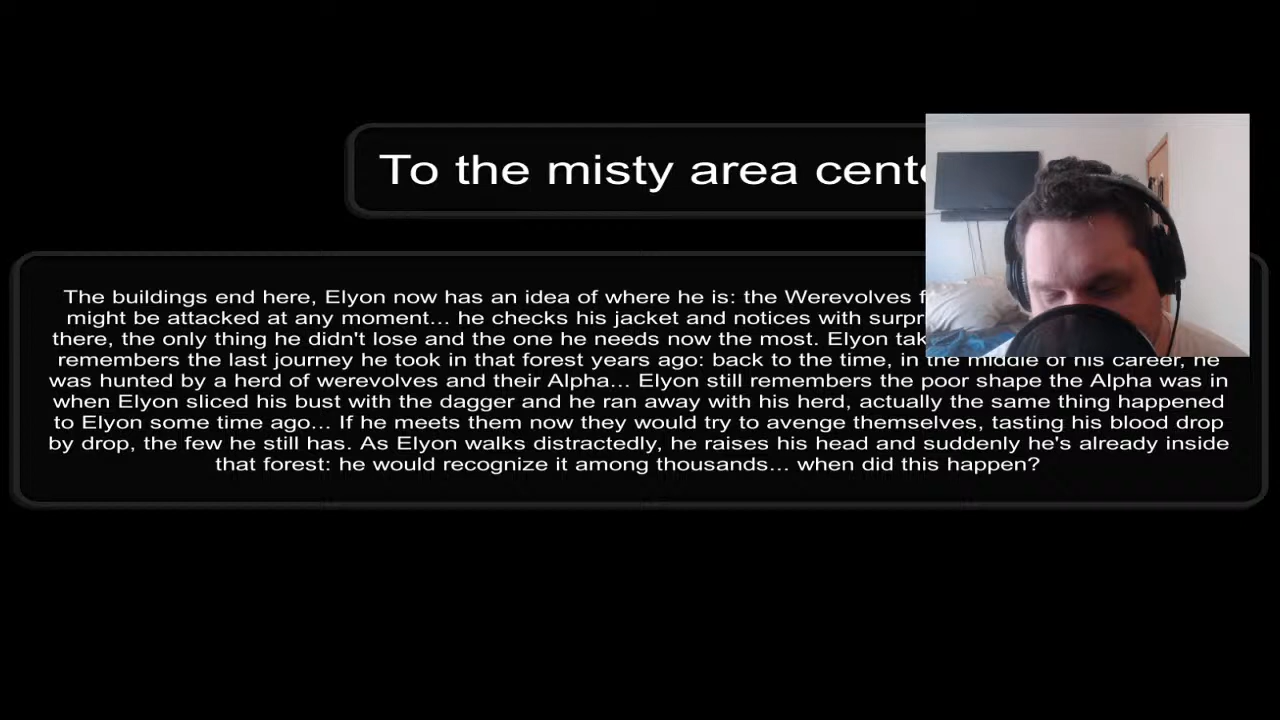 To the misty area
The buildings end here, Elyon now has an idea of where he is: the Werevolves
might be attacked at any moment... he checks his jacket and notices with
there, the only thing he didn't lose and the one he needs now the most. Elyon
remembers the last journey he took in that forest years ago: back to the time, in the middle of his career, he
was hunted by a herd of werevolves and their Alpha... Elyon still remembers the poor shape the Alpha was in
when Elyon sliced his bust with the dagger and he ran away with his herd, actually the same thing happened
to Elyon some time ago... If he meets them now they would try to avenge themselves, tasting his blood drop
by drop, the few he still has. As Elyon walks distractedly, he raises his head and suddenly he's already inside
that forest: he would recognize it among thousands... when did this happen?